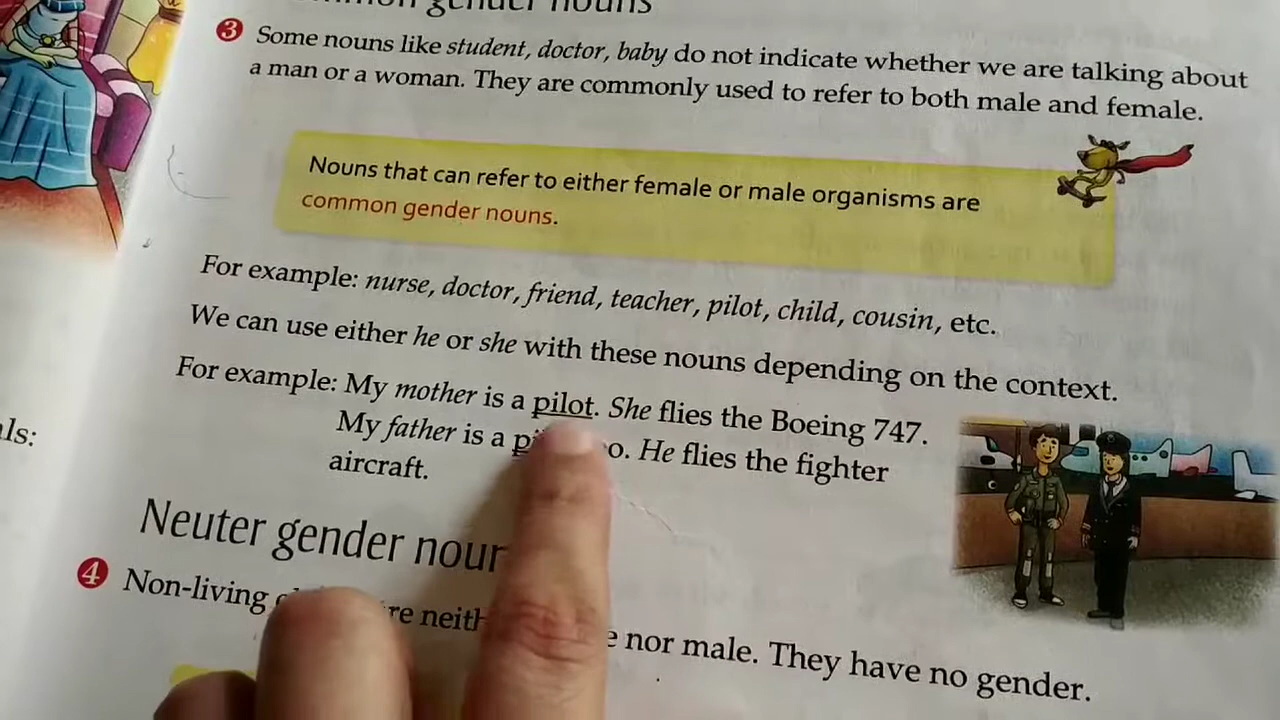 common gender nouns
3 Some nouns like student, doctor, baby do not indicate whether we are talking about
a man or a woman. They are commonly used to refer to both male and female.
Nouns that can refer to either female or male organisms are
common gender nouns.
For example: nurse, doctor, friend, teacher, pilot, child, cousin, etc.
We can use either he or she with these nouns depending on the context.
For example: My mother is a pilot. She flies the Boeing 747.
My father is a He flies the fighter
aircraft.
ls:
Neuter gender
4 Non-living nor male. They have no gender.